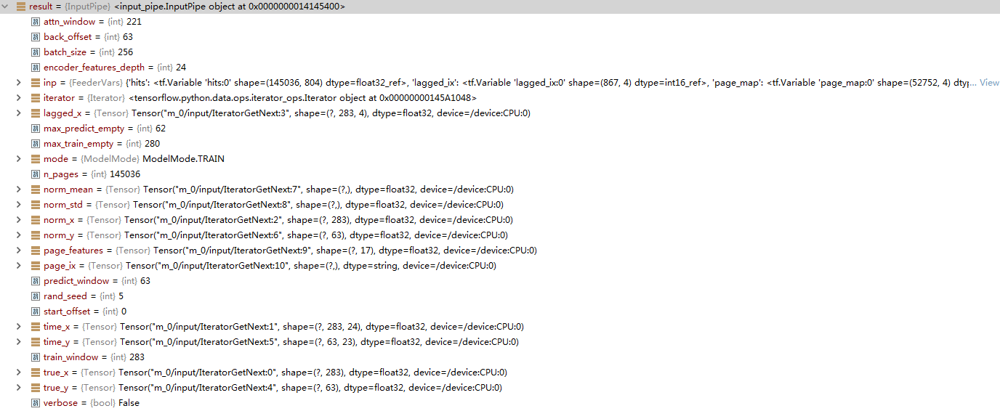 result = {InputPipe} <input_pipe.InputPipe object at 0x0000000014145400>
attn_window = {int} 221
back_offset = {int} 63
batch_size = {int} 256
encoder_features_depth = {int} 24
inp = {FeederVars} {'hits': <tf.Variable 'hits:0' shape=(145036, 804) dtype=float32_ref>, 'lagged_ix': <tf.Variable 'lagged_ix:0' shape=(867, 4) dtype=int16_ref>, 'page_map': <tf.Variable 'page_map:0' shape=(52752, 4) dtyp... View
iterator = {Iterator} <tensorflow.python.data.ops.iterator_ops.Iterator object at 0x00000000145A1048>
lagged_x = {Tensor} Tensor("m_0/input/IteratorGetNext:3", shape=(?, 283, 4), dtype=float32, device=/device:CPU:0)
max_predict_empty = {int} 62
max_train_empty = {int} 280
mode = {ModelMode} ModelMode.TRAIN
n_pages = {int} 145036
norm_mean = {Tensor} Tensor("m_0/input/IteratorGetNext:7", shape=(?,), dtype=float32, device=/device:CPU:0)
norm_std = {Tensor} Tensor("m_0/input/IteratorGetNext:8", shape=(?,), dtype=float32, device=/device:CPU:0)
norm_x = {Tensor} Tensor("m_0/input/IteratorGetNext:2", shape=(?, 283), dtype=float32, device=/device:CPU:0)
norm_y = {Tensor} Tensor("m_0/input/IteratorGetNext:6", shape=(?, 63), dtype=float32, device=/device:CPU:0)
page_features = {Tensor} Tensor("m_0/input/IteratorGetNext:9", shape=(?, 17), dtype=float32, device=/device:CPU:0)
page_ix = {Tensor} Tensor("m_0/input/IteratorGetNext:10", shape=(?,), dtype=string, device=/device:CPU:0)
predict_window = {int} 63
rand_seed = {int} 5
start_offset = {int} 0
time_x = {Tensor} Tensor("m_0/input/IteratorGetNext:1", shape=(?, 283, 24), dtype=float32, device=/device:CPU:0)
time_y = {Tensor} Tensor("m_0/input/IteratorGetNext:5", shape=(?, 63, 23), dtype=float32, device=/device:CPU:0)
train_window = {int} 283
true_x = {Tensor} Tensor("m_0/input/IteratorGetNext:0", shape=(?, 283), dtype=float32, device=/device:CPU:0)
true_y = {Tensor} Tensor("m_0/input/IteratorGetNext:4", shape=(?, 63), dtype=float32, device=/device:CPU:0)
verbose = {bool} False